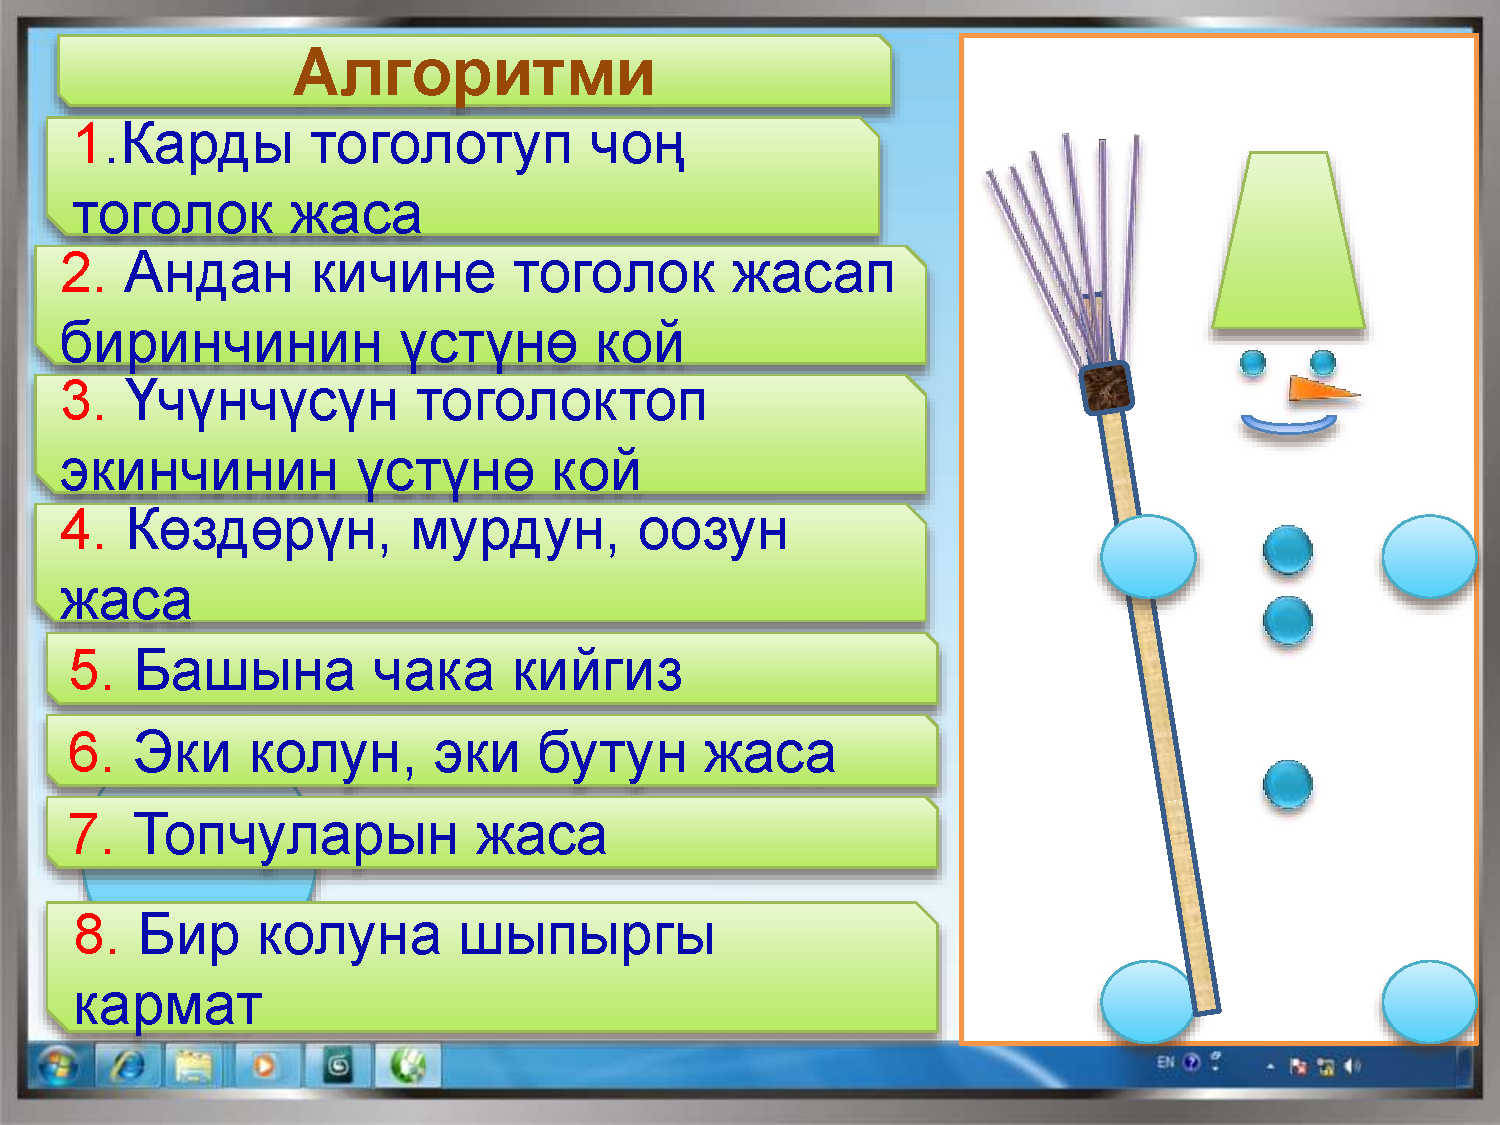 Алгоритми
1.Карды тоголотуп чоң
тоголок жаса
2. Андан кичине тоголок жасап
биринчинин үстүнө кой
3. Үчүнчүсүн тоголоктоп
экинчинин үстүнө кой
4. Көздөрүн, мурдун, оозун
жаса
5. Башына чака кийгиз
6. Эки колун, эки бутун жаса
7. Топчуларын жаса
8. Бир колуна шыпыргы
кармат
EN